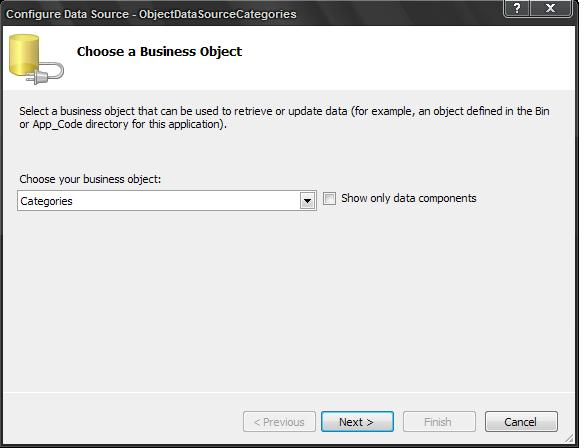 Configure Data Source - ObjectDataSourceCategories
? X
Choose a Business Object
Select a business object that can be used to retrieve or update data (for example, an object defined in the Bin
or App_Code directory for this application).
Choose your business object:
Categories
Show only data components
< Previous
Next >
Finish
Cancel